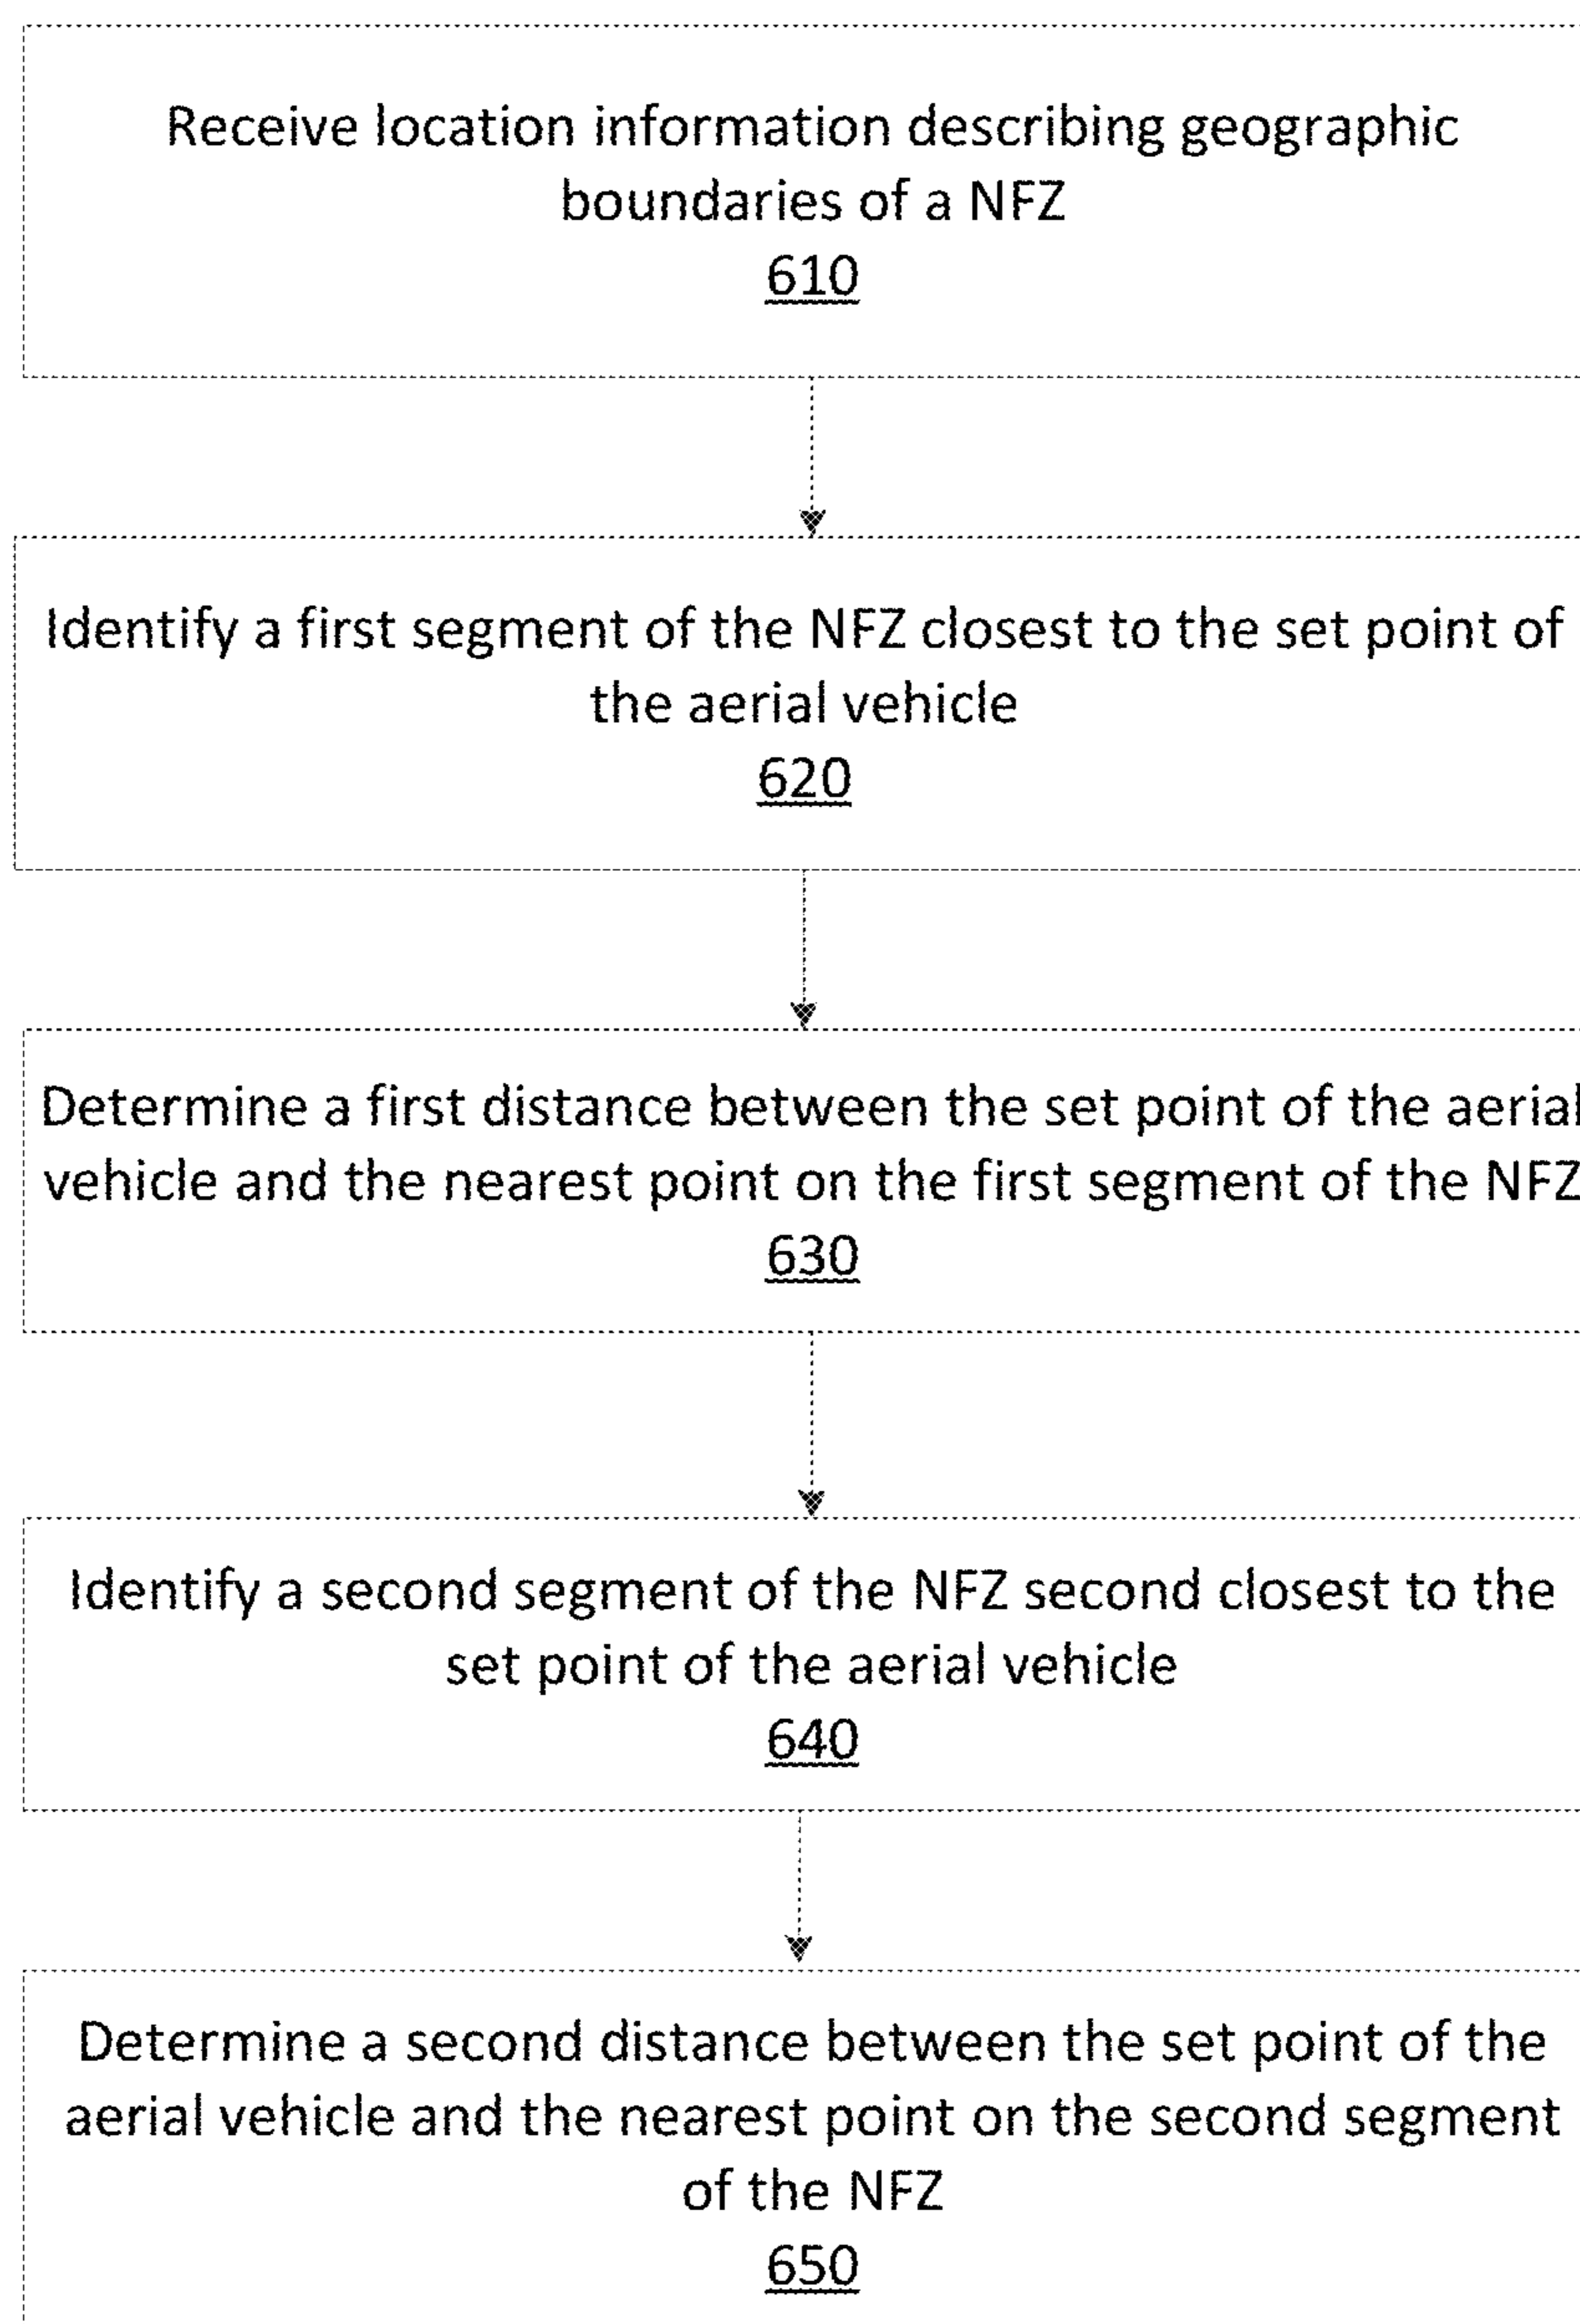 Receive location information describing geographic
boundaries of a NFZ
610
Identify a first segment of the NFZ closest to the set point of
the aerial vehicle
620
Determine a first distance between the set point of the aerial
vehicle and the nearest point on the first segment of the NFZ
630
Identify a second segment of the NFZ second closest to the
set point of the aerial vehicle
640
Determine a second distance between the set point of the
aerial vehicle and the nearest point on the second segment
of the NFZ
650